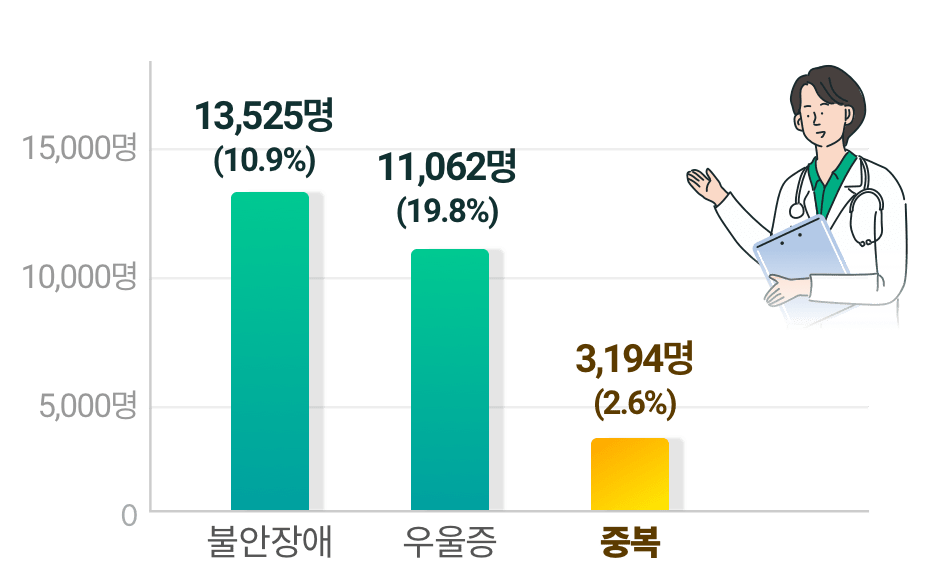 15,000명
10,000명
5,000명
0
13,525명
(10.9%)
11,062명
(19.8%)
3,194명
(2.6%)
불안장애
우울증
중복